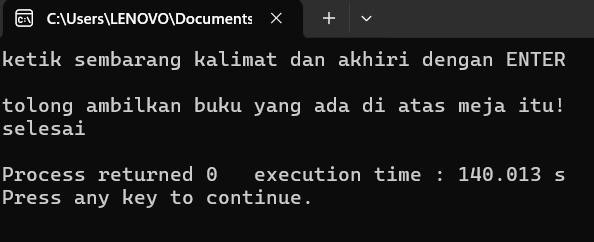 C:\Users\LENOVO\Documents
ketik sembarang kalimat dan akhiri dengan ENTER
tolong ambilkan buku yang ada di atas meja itu!
selesai
Process returned 0   execution time : 140.013 s
Press any key to continue.